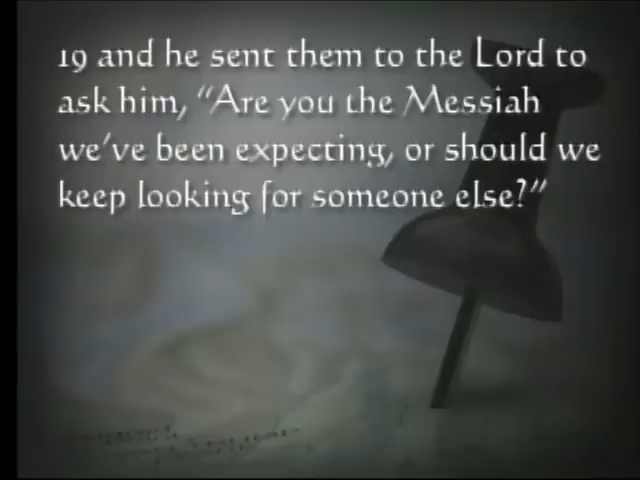 19 and he sent them to the Lord to
ask him, “Are you the Messiah
we’ve been expecting, or should we
keep looking for someone else?”